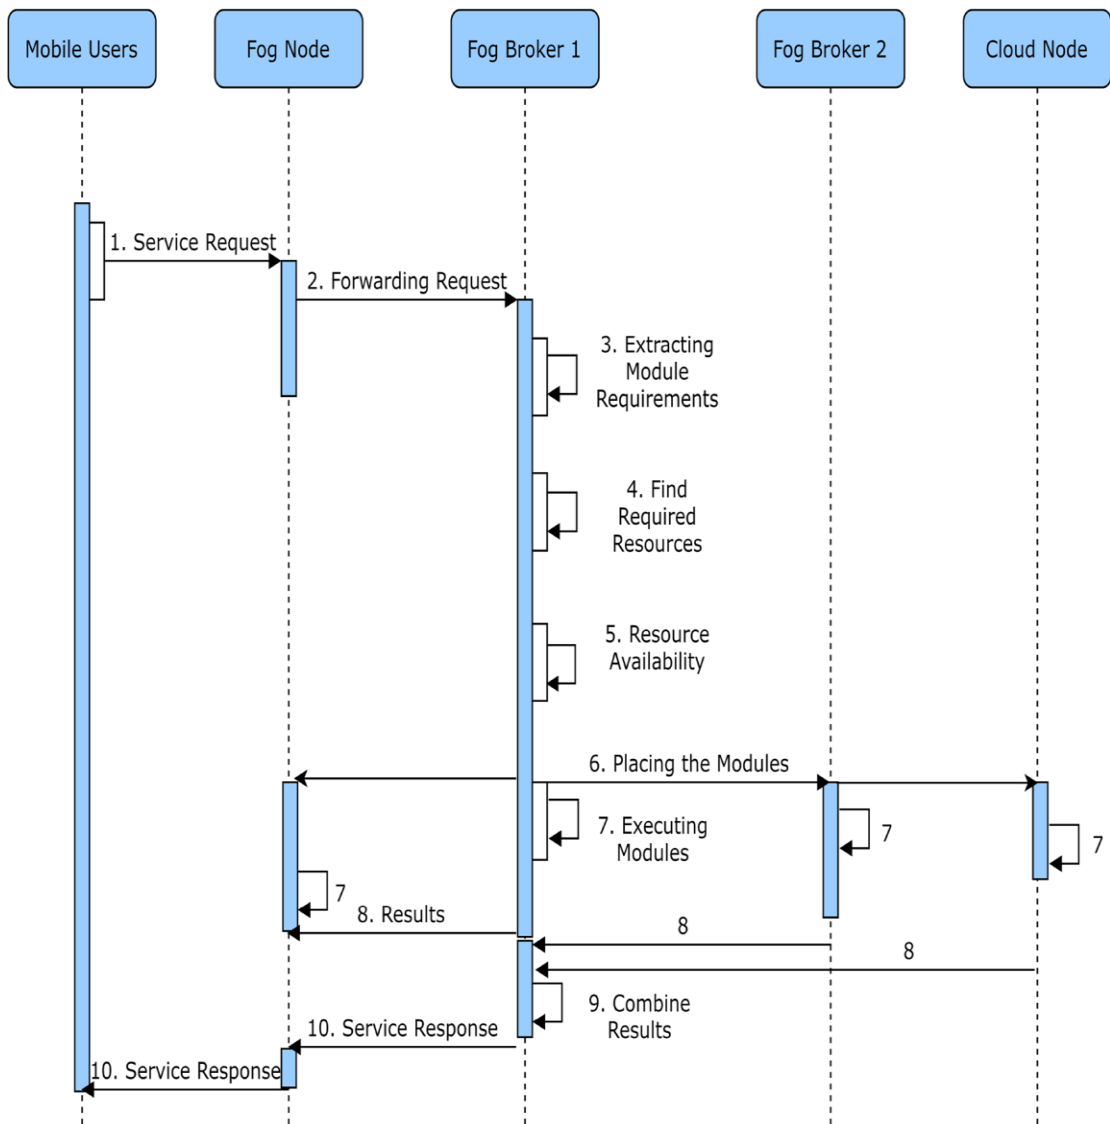 Mobile Users
Fog Node
Fog Broker 1
Fog Broker 2
Cloud Node
1. Service Request
2. Forwarding Request
3. Extracting
Module
Requirements
4. Find
Required
Resources
5. Resource
Availability
6. Placing the Modules
7. Executing
Modules
7
7
7
8. Results
8
8
9. Combine
Results
10. Service Response
10. Service Response